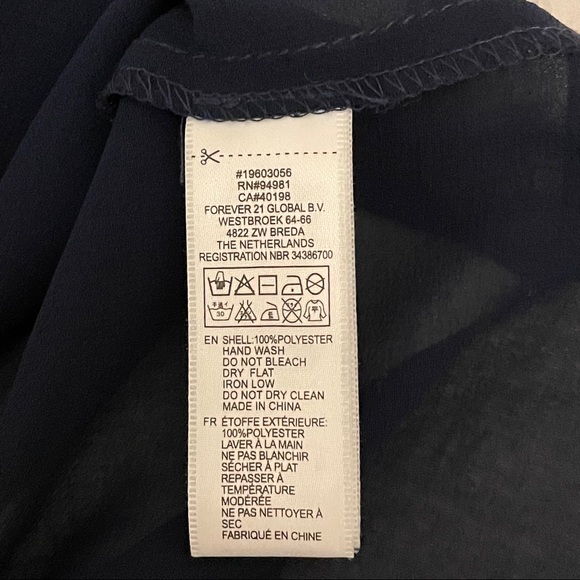 #19603056
RN#94981
CA#40198
FOREVER 21 GLOBAL B.V.
WESTBROEK 64-66
4822 ZW BREDA
THE NETHERLANDS
REGISTRATION NBR 34386700
30
EN SHELL:100%POLYESTER
HAND WASH
DO NOT BLEACH
DRY FLAT
IRON LOW
DO NOT DRY CLEAN
MADE IN CHINA
FR ÉTOFFE EXTÉRIEURE:
100%POLYESTER
LAVER À LA MAIN
NE PAS BLANCHIR
SÉCHER À PLAT
REPASSER À
TEMPÉRATURE
MODÉRÉE
NE PAS NETTOYER À
SEC
FABRIQUÉ EN CHINE